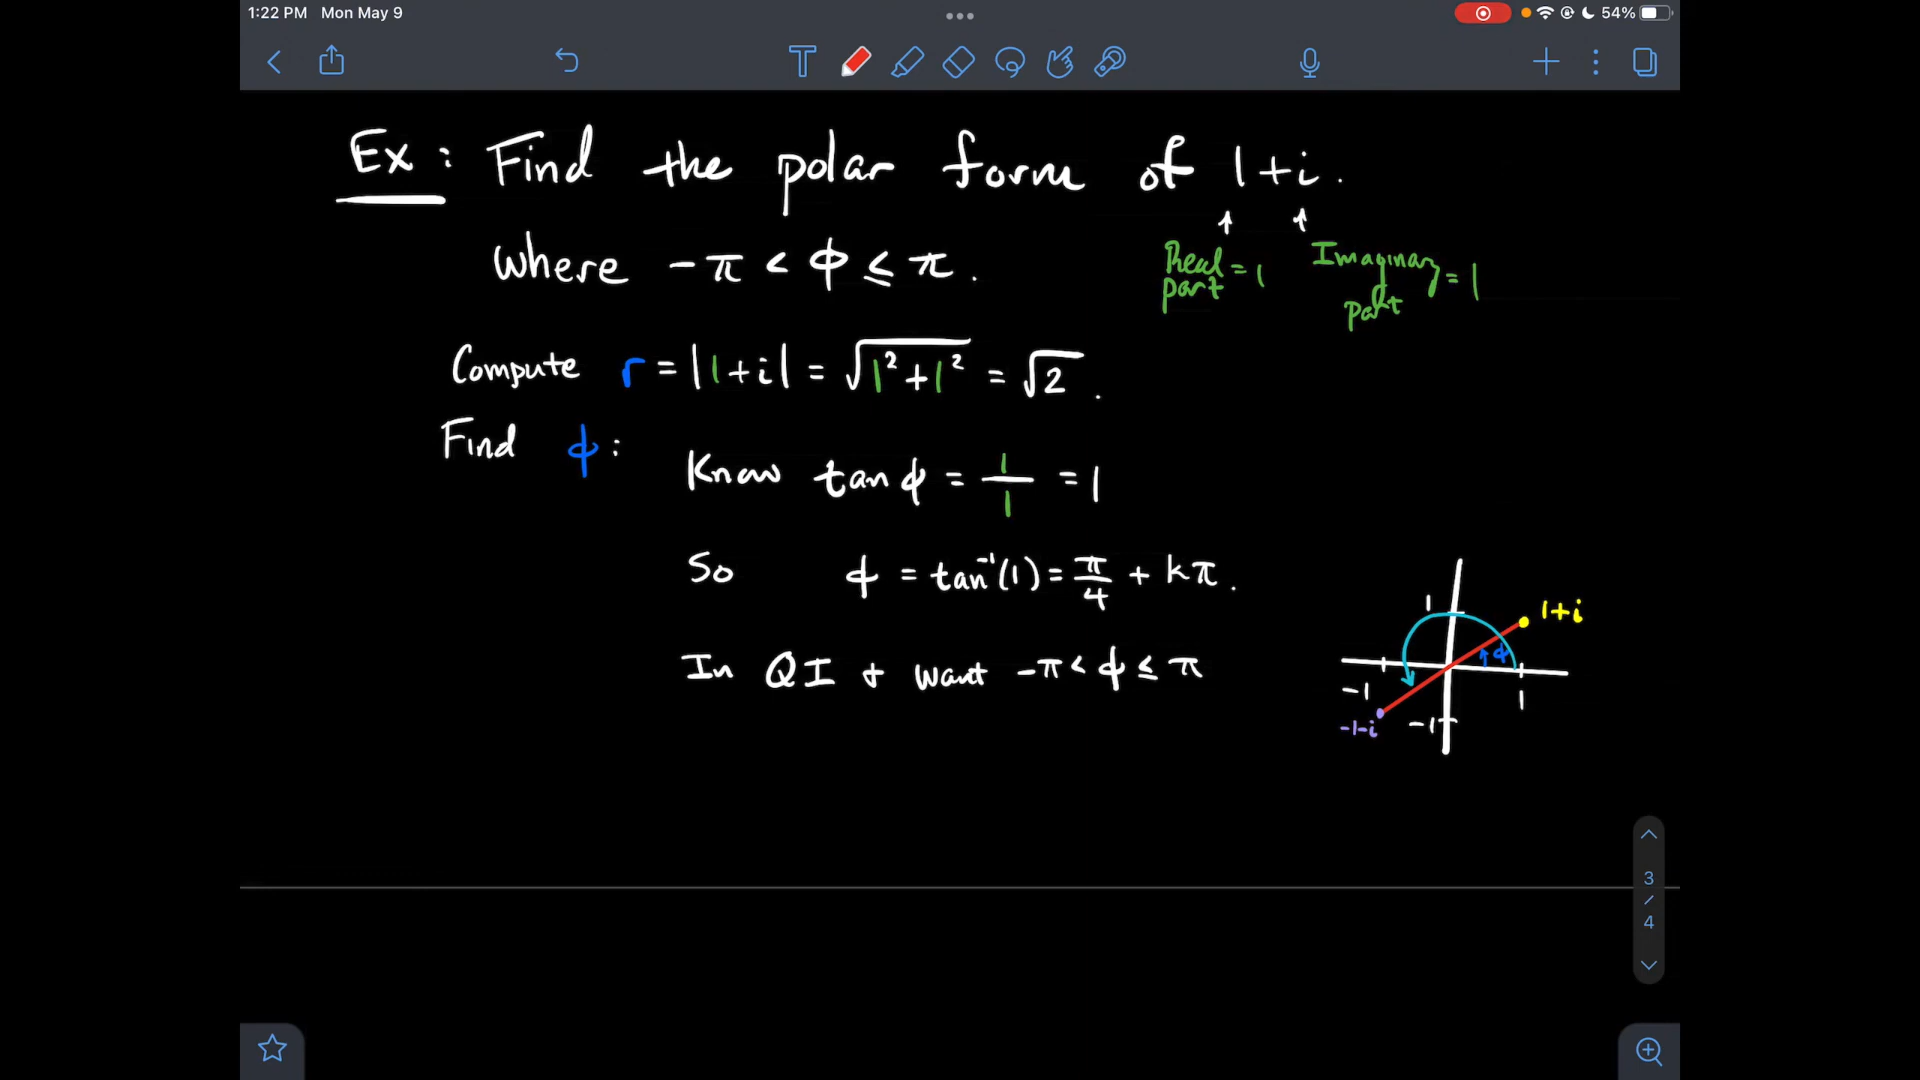 1:22 PM Mon May 9
54%
T
Ex: Find the polar form of 1+i.
where -π < ϕ ≤ π.
Real part = 1
Imaginary part = 1
Compute r = |1+i| = √1²+1² = √2.
Find ϕ:
Know tan ϕ = 1/1 = 1
So ϕ = tan⁻¹(1) = π/4 + kπ.
In QI + want -π < ϕ ≤ π
1
1+i
ϕ
-1
1
-1-i
-1
3
/
4